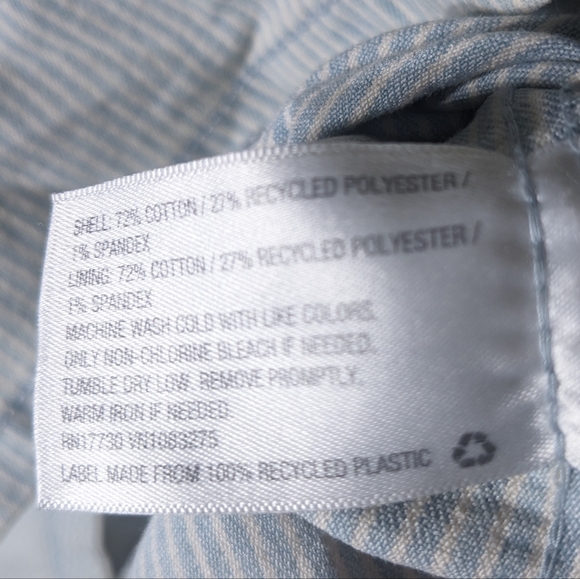 SHELL: 72% COTTON / 27% RECYCLED POLYESTER /
1% SPANDEX
LINING: 72% COTTON / 27% RECYCLED POLYESTER /
1% SPANDEX
MACHINE WASH COLD WITH LIKE COLORS.
ONLY NON-CHLORINE BLEACH IF NEEDED.
TUMBLE DRY LOW. REMOVE PROMPTLY.
WARM IRON IF NEEDED.
RN17730 VN1083275
LABEL MADE FROM 100% RECYCLED PLASTIC